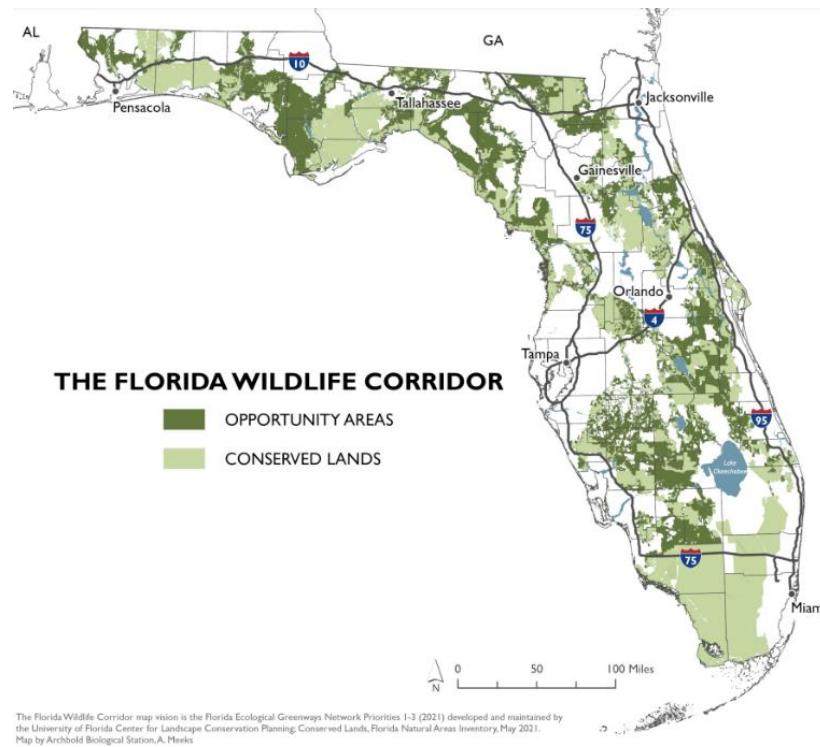 AL
GA
10
Pensacola
Tallahassee
Jacksonville
Gainesville
75
Orlando
4
Tampa
THE FLORIDA WILDLIFE CORRIDOR
OPPORTUNITY AREAS
CONSERVED LANDS
95
Lake
Okeechobee
75
Miam
0 50 100 Miles
N
The Florida Wildlife Corridor map vision is the Florida Ecological Greenways Network Priorities 1-3 (2021) developed and maintained by
the University of Florida Center for Landscape Conservation Planning; Conserved Lands, Florida Natural Areas Inventory, May 2021.
Map by Archbold Biological Station, A. Meeks